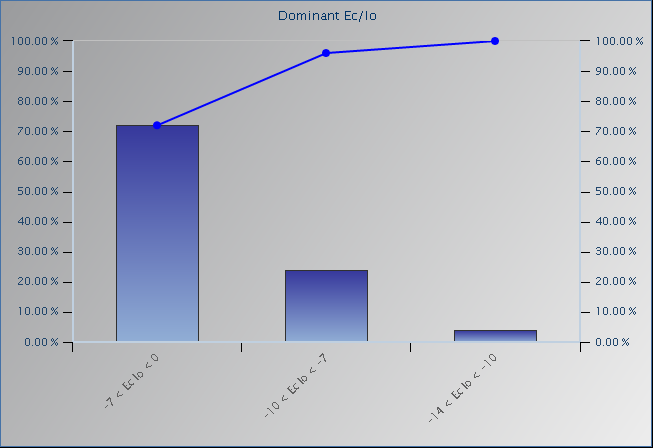 Dominant Ec/Io
100.00 % 100.00 %
90.00 % 90.00 %
80.00 % 80.00 %
70.00 % 70.00 %
60.00 % 60.00 %
50.00 % 50.00 %
40.00 % 40.00 %
30.00 % 30.00 %
20.00 % 20.00 %
10.00 % 10.00 %
0.00 % 0.00 %
-7 < Ec Io < 0
-10 < Ec Io < -7
-14 < Ec Io < -10